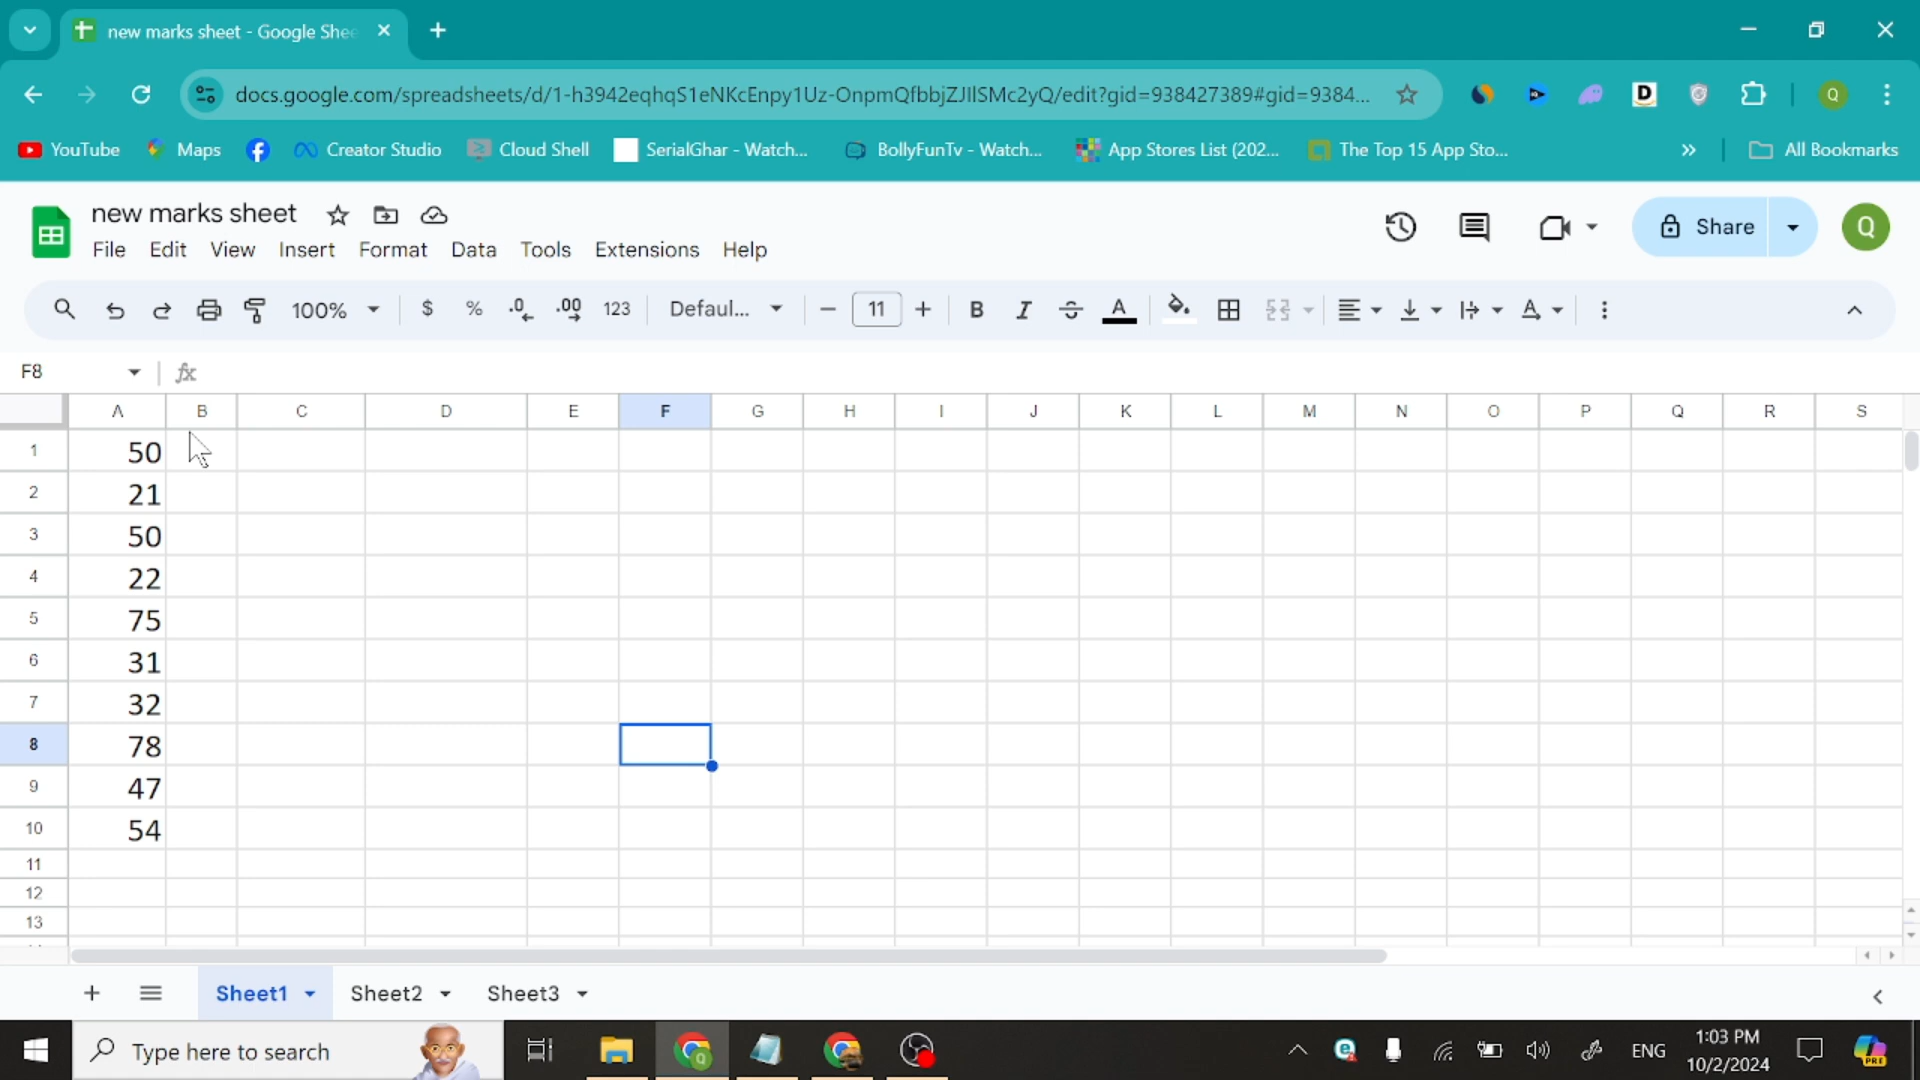 new marks sheet - Google Shee
docs.google.com/spreadsheets/d/1-h3942eqhqS1eNKcEnpy1Uz-OnpmQfbbjZJIlSMc2yQ/edit?gid=938427389#gid=9384...
D
Q
YouTube Maps Creator Studio Cloud Shell SerialGhar - Watch... BollyFunTv - Watch... App Stores List (202... The Top 15 App Sto... » All Bookmarks
new marks sheet
File Edit View Insert Format Data Tools Extensions Help
Share
Q
100% $ % .0 .00 123 Defaul... − 11 + B I A
F8 fx
A B C D E F G H I J K L M N O P Q R S
1 50
2 21
3 50
4 22
5 75
6 31
7 32
8 78
9 47
10 54
11
12
13
+ Sheet1 Sheet2 Sheet3
Type here to search
ENG
1:03 PM
10/2/2024
PRE